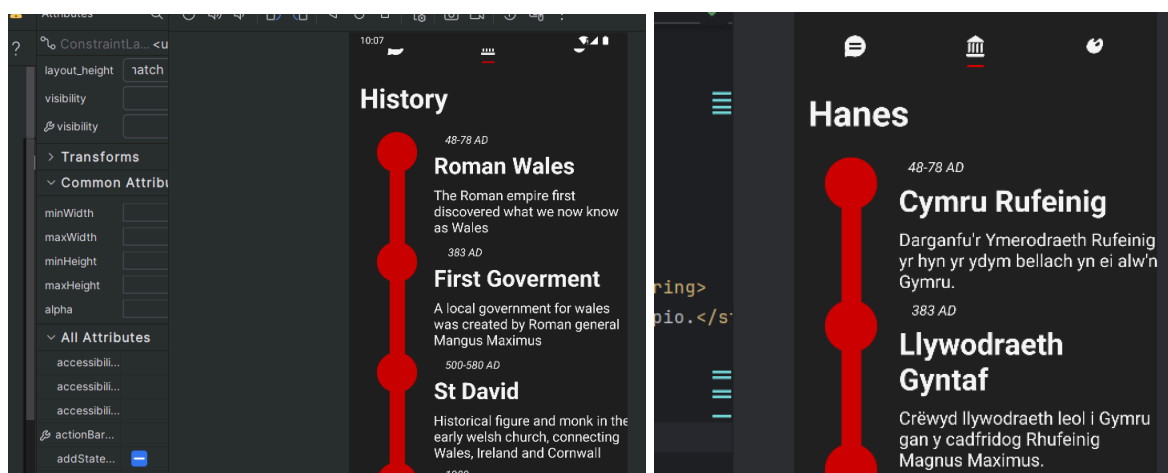 Attributes
?
ConstraintLa... <u
layout_height
natch
visibility
visibility
Transforms
Common Attribu
minWidth
maxWidth
minHeight
maxHeight
alpha
All Attributes
accessibili...
accessibili...
accessibili...
actionBar...
addState...
10:07
History
48-78 AD
Roman Wales
The Roman empire first
discovered what we now know
as Wales
383 AD
First Goverment
A local government for wales
was created by Roman general
Mangus Maximus
500-580 AD
St David
Historical figure and monk in the
early welsh church, connecting
Wales, Ireland and Cornwall
ring>
pio.</s
Hanes
48-78 AD
Cymru Rufeinig
Darganfu'r Ymerodraeth Rufeinig
yr hyn yr ydym bellach yn ei alw'n
Gymru.
383 AD
Llywodraeth
Gyntaf
Crëwyd llywodraeth leol i Gymru
gan y cadfridog Rhufeinig
Magnus Maximus.